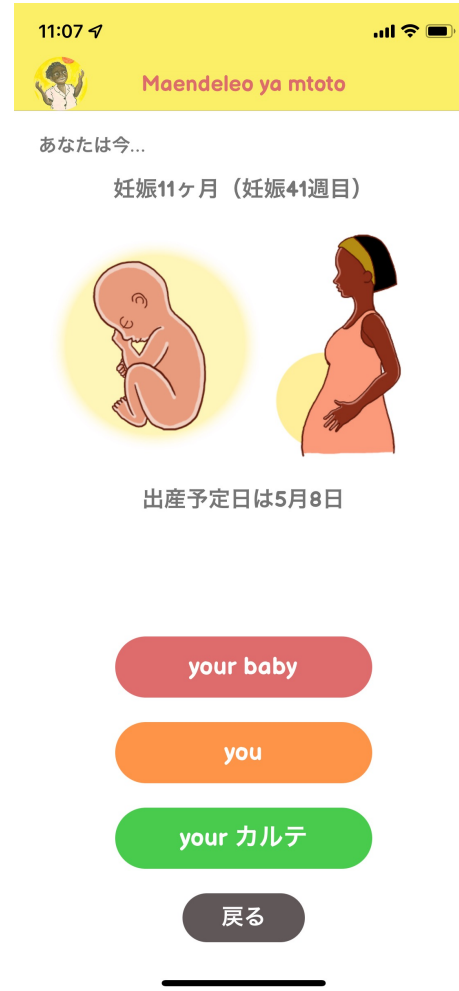 11:07
Maendeleo ya mtoto
あなたは今...
妊娠11ヶ月（妊娠41週目）
出産予定日は5月8日
your baby
you
your カルテ
戻る